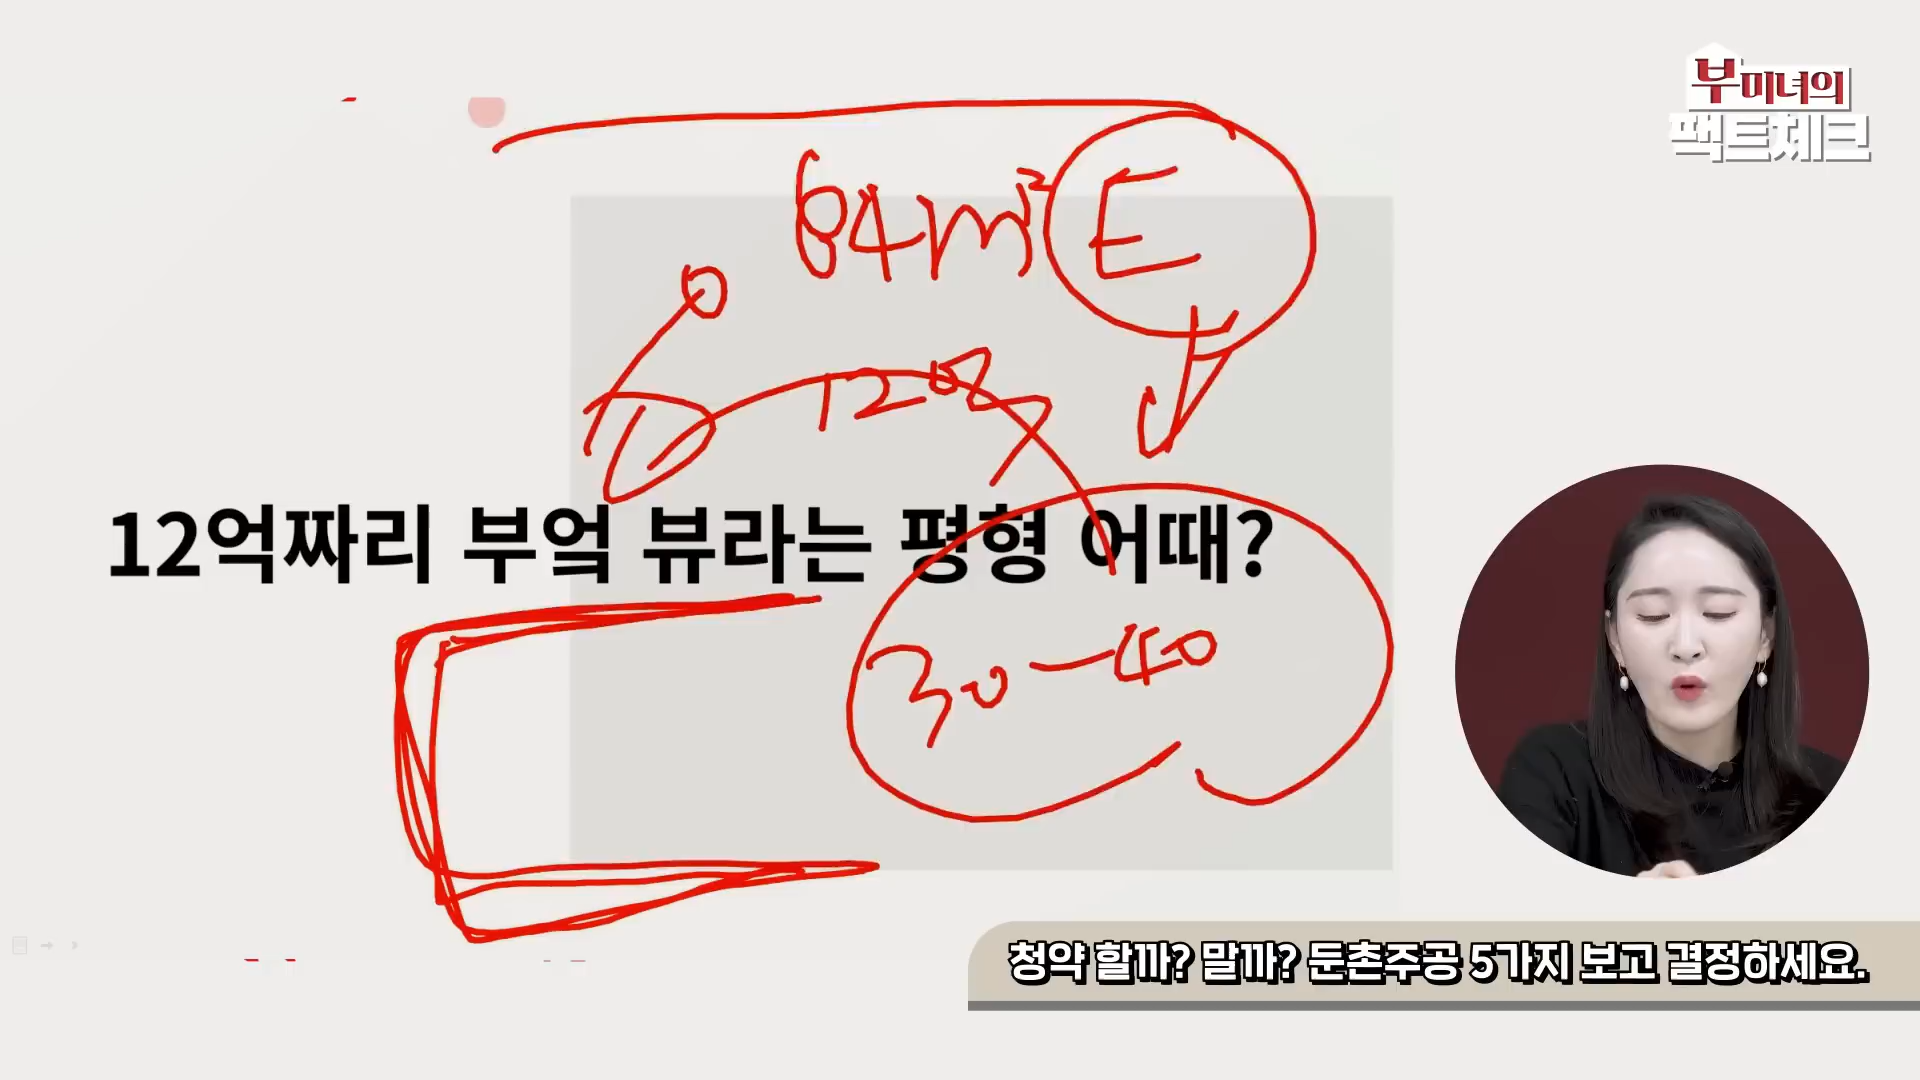 부미녀의
팩트체크
84m² E
12억
12억짜리 부엌 뷰라는 평형 어때?
30-40
청약 할까? 말까? 둔촌주공 5가지 보고 결정하세요.